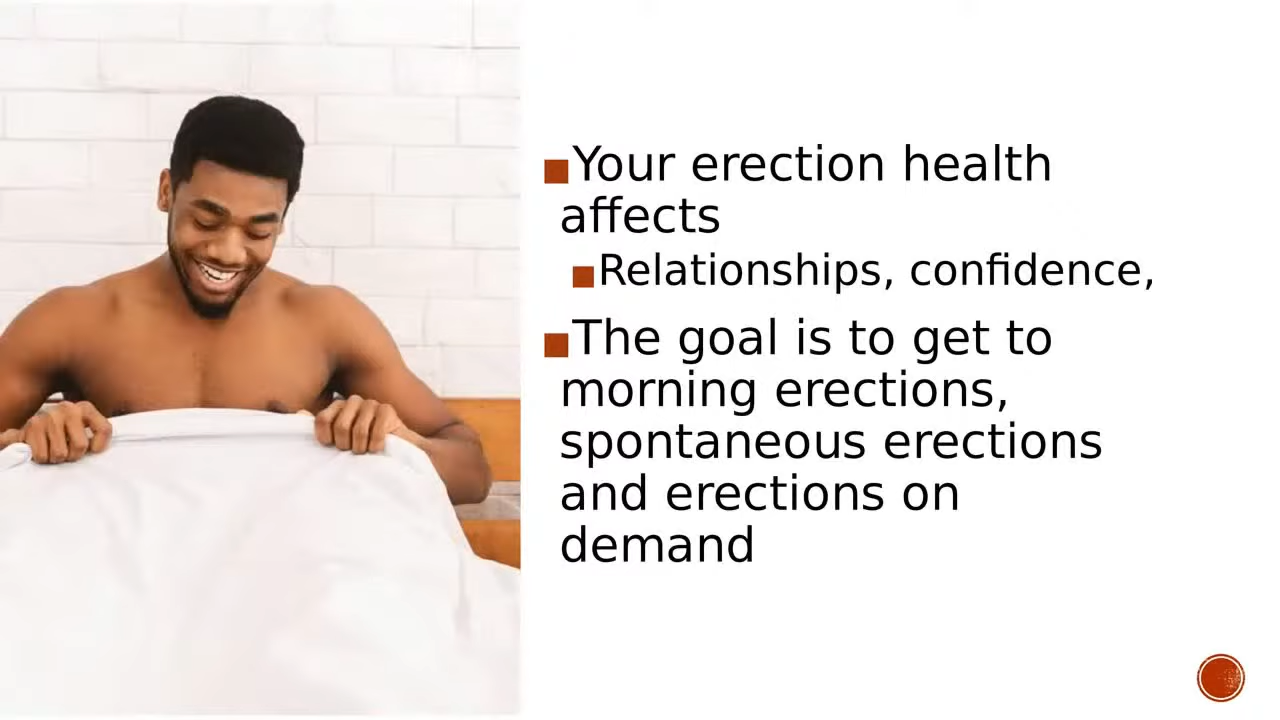 Your erection health
affects
Relationships, confidence,
The goal is to get to
morning erections,
spontaneous erections
and erections on
demand